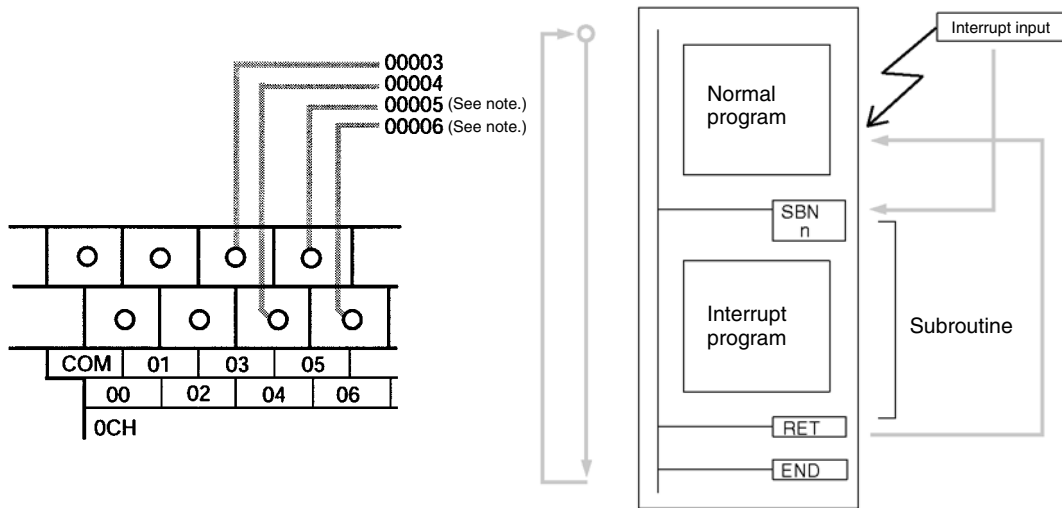 00003
00004
00005 (See note.)
00006 (See note.)
COM 01 03 05
00 02 04 06
0CH
Interrupt input
Normal
program
SBN
n
Interrupt
program
Subroutine
RET
END